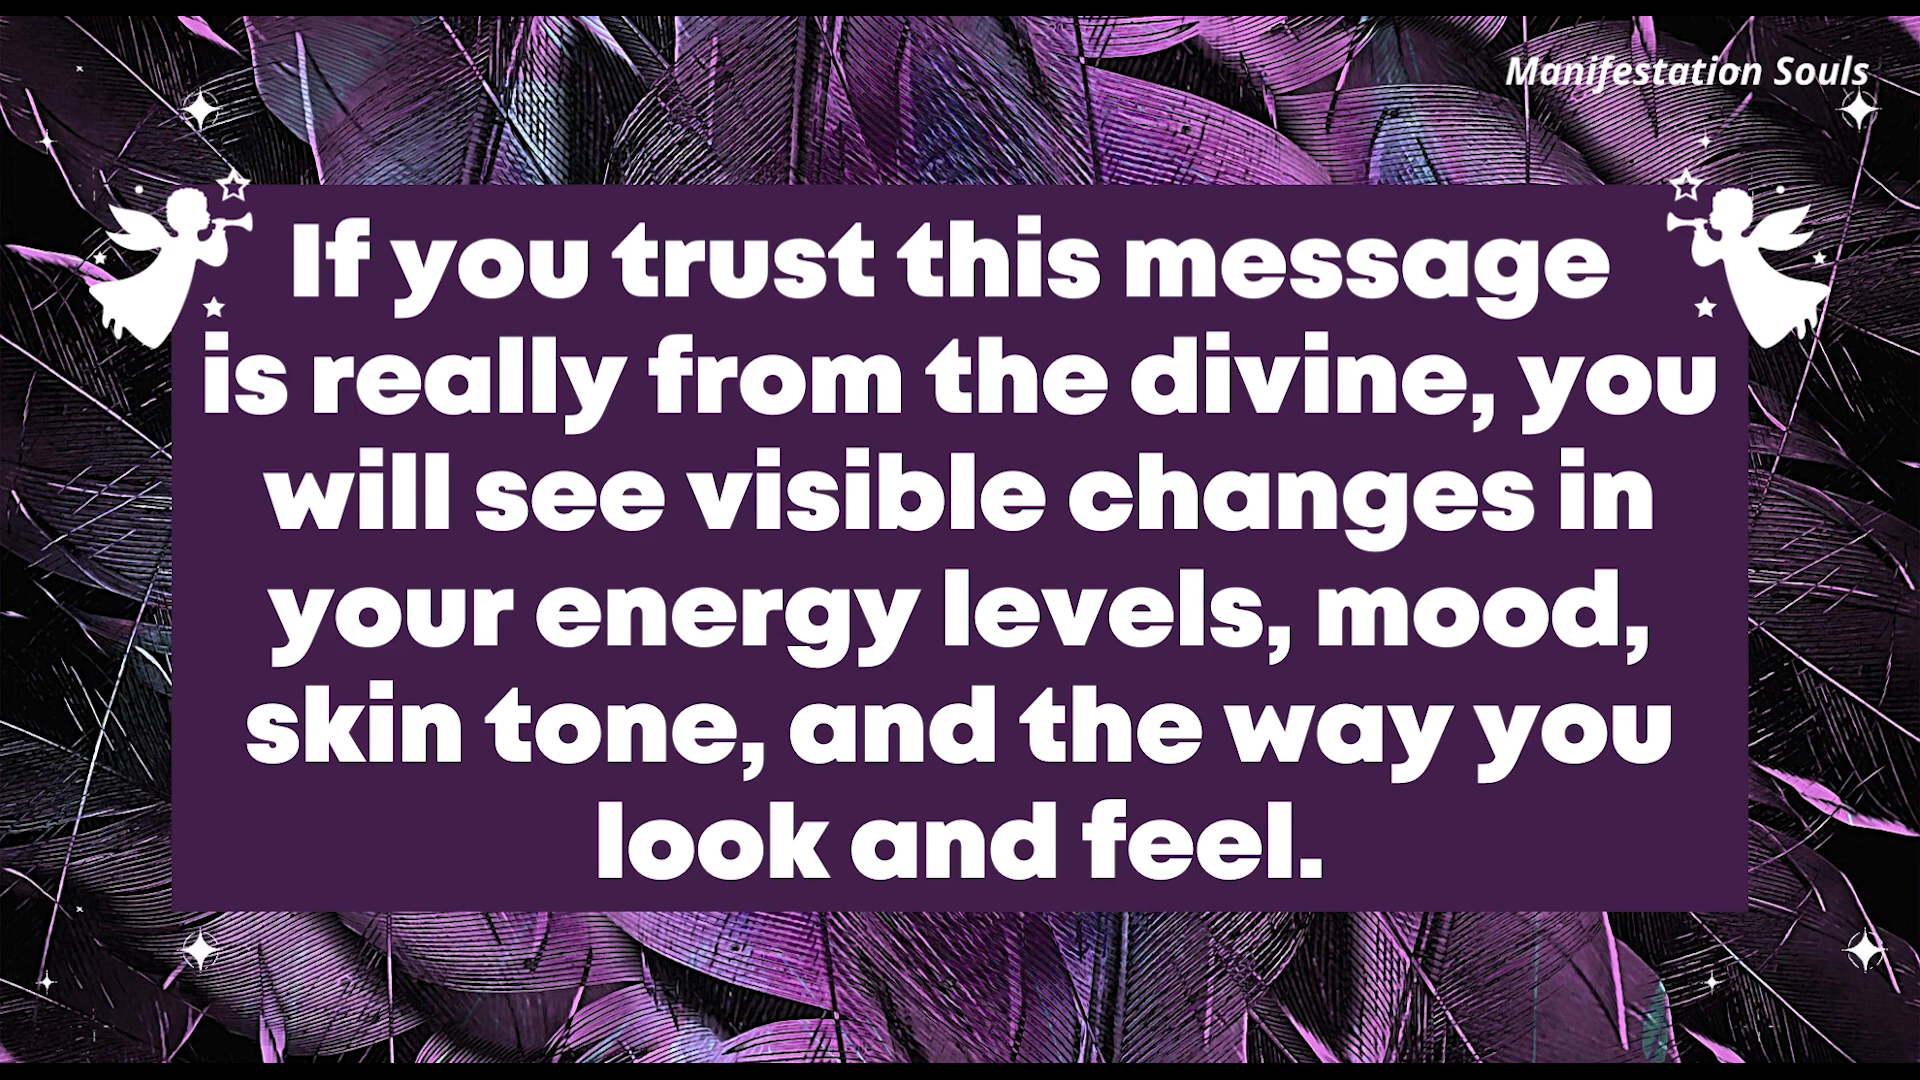 Manifestation Souls
If you trust this message
is really from the divine, you
will see visible changes in
your energy levels, mood,
skin tone, and the way you
look and feel.